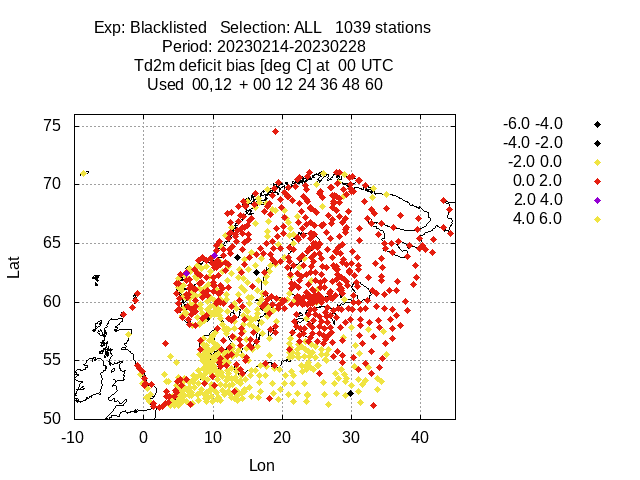 Exp: Blacklisted Selection: ALL 1039 stations
Period: 20230214-20230228
Td2m deficit bias [deg C] at 00 UTC
Used 00,12 + 00 12 24 36 48 60
-6.0 -4.0
-4.0 -2.0
-2.0 0.0
0.0 2.0
2.0 4.0
4.0 6.0
75
70
65
60
55
50
Lat
-10 0 10 20 30 40
Lon